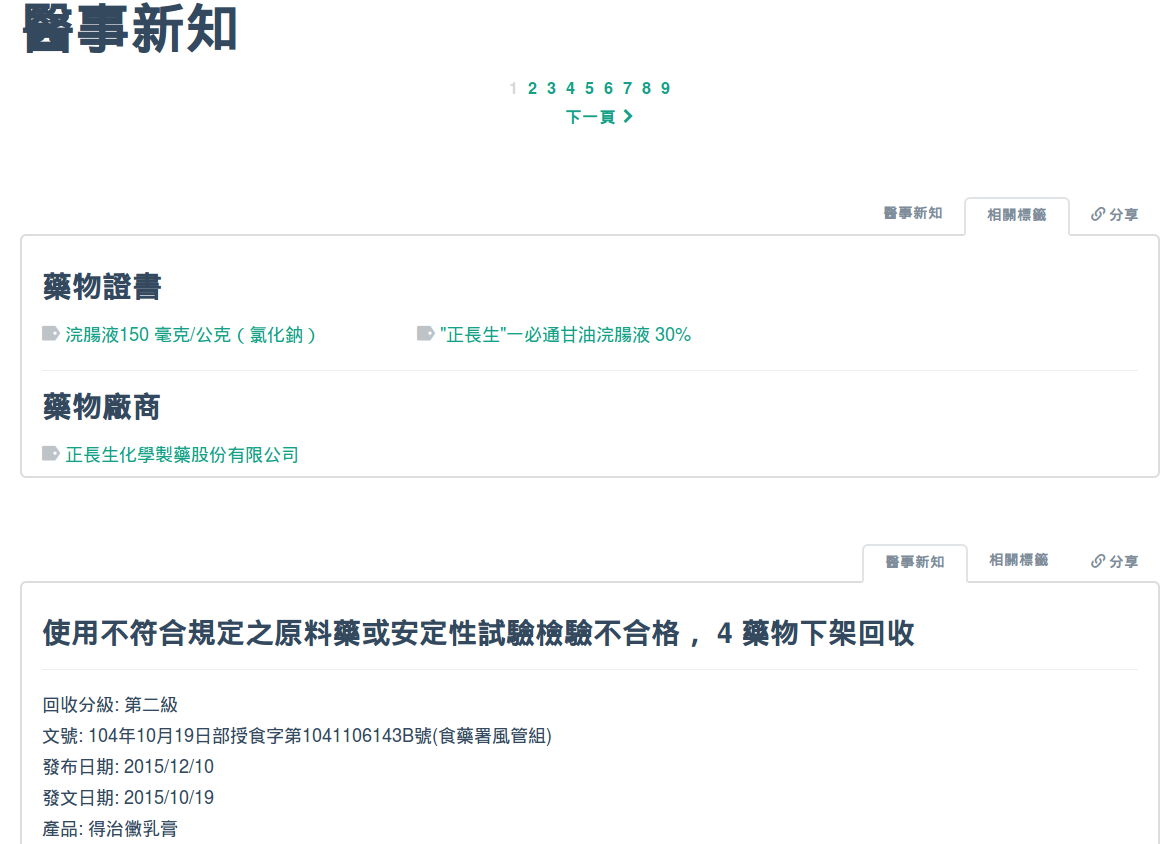 醫事新知
1 2 3 4 5 6 7 8 9
下一頁
醫事新知 相關標籤 分享
藥物證書
浣腸液150 毫克/公克（氯化鈉） "正長生"一必通甘油浣腸液 30%
藥物廠商
正長生化學製藥股份有限公司
醫事新知 相關標籤 分享
使用不符合規定之原料藥或安定性試驗檢驗不合格， 4 藥物下架回收
回收分級: 第二級
文號: 104年10月19日部授食字第1041106143B號(食藥署風管組)
發布日期: 2015/12/10
發文日期: 2015/10/19
產品: 得治黴乳膏